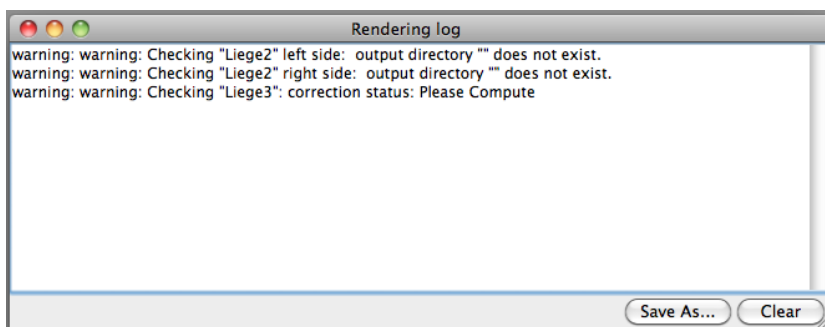 Rendering log
warning: warning: Checking "Liege2" left side:  output directory "" does not exist.
warning: warning: Checking "Liege2" right side:  output directory "" does not exist.
warning: warning: Checking "Liege3": correction status: Please Compute
Save As... Clear